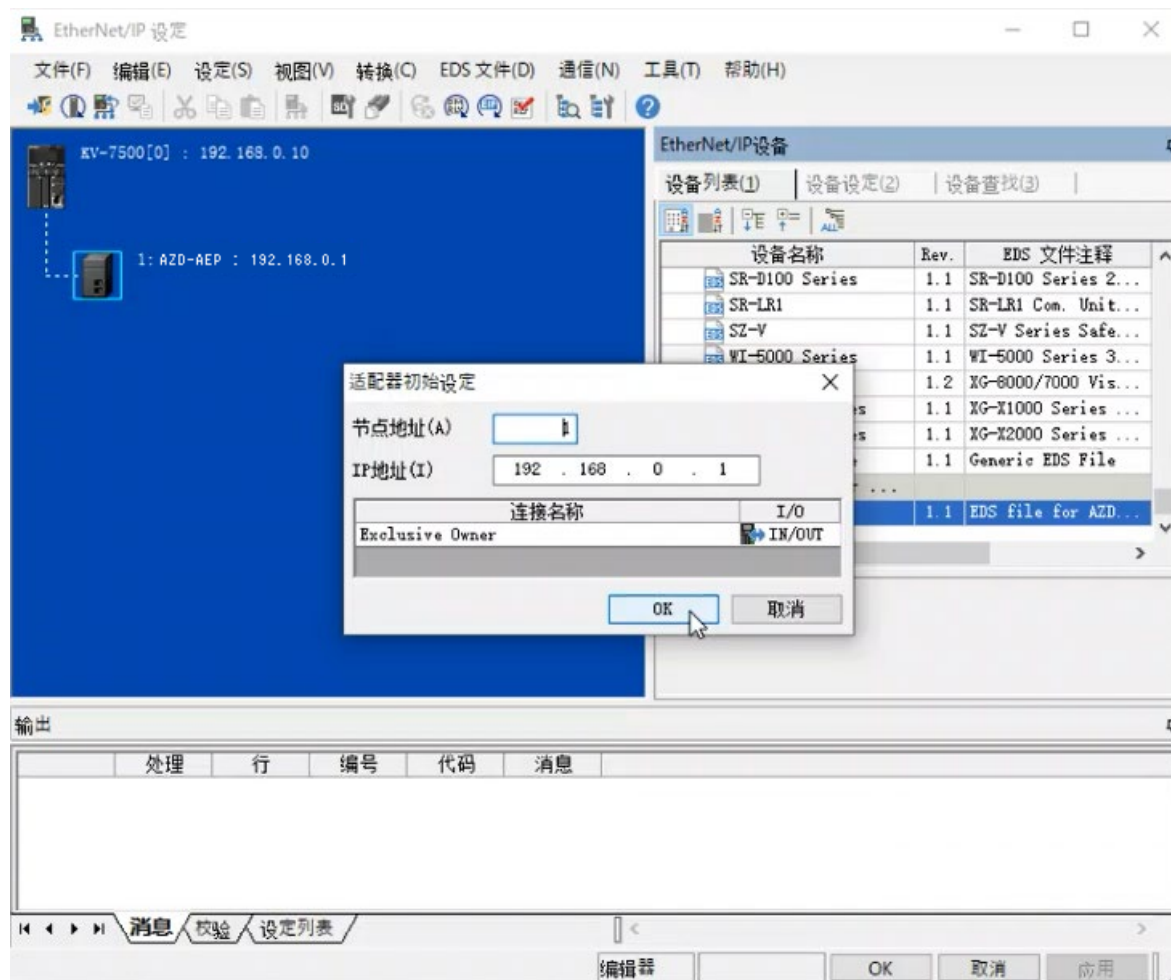 EtherNet/IP 设定
文件(F) 编辑(E) 设定(S) 视图(V) 转换(C) EDS 文件(D) 通信(N) 工具(T) 帮助(H)
KV-7500[0] : 192.168.0.10
1: AZD-AEP : 192.168.0.1
EtherNet/IP设备
设备列表(1) 设备设定(2) 设备查找(3)
设备名称 Rev. EDS 文件注释
SR-D100 Series 1.1 SR-D100 Series 2...
SR-LR1 1.1 SR-LR1 Com. Unit...
SZ-V 1.1 SZ-V Series Safe...
WI-5000 Series 1.1 WI-5000 Series 3...
1.2 XG-8000/7000 Vis...
1.1 XG-X1000 Series ...
1.1 XG-X2000 Series ...
1.1 Generic EDS File
1.1 EDS file for AZD...
适配器初始设定
节点地址(A) 1
IP地址(I) 192 . 168 . 0 . 1
连接名称 I/O
Exclusive Owner IN/OUT
OK 取消
输出
处理 行 编号 代码 消息
消息 校验 设定列表
编辑器 OK 取消 应用